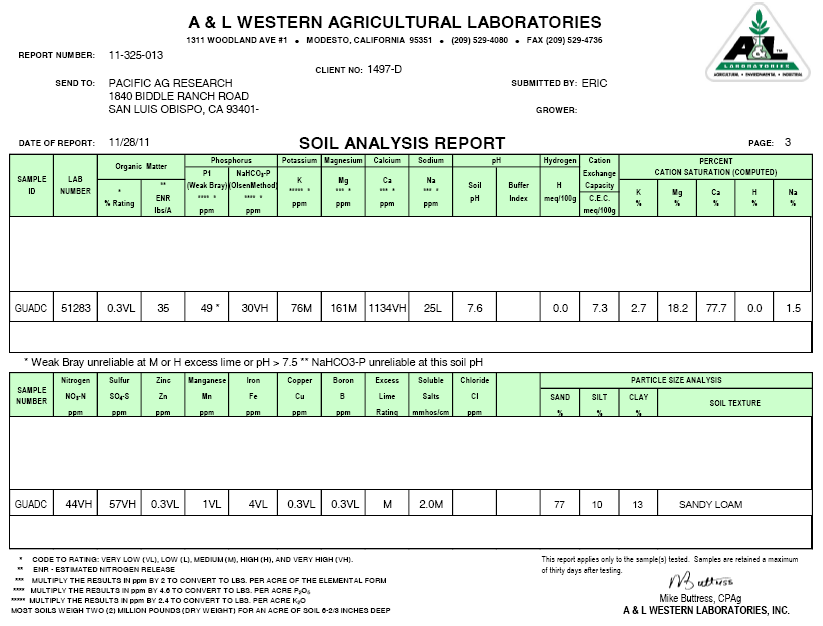 A & L WESTERN AGRICULTURAL LABORATORIES
1311 WOODLAND AVE #1 • MODESTO, CALIFORNIA 95351 • (209) 529-4080 • FAX (209) 529-4736
A&L
LABORATORIES
AGRICULTURAL • ENVIRONMENTAL • INDUSTRIAL
REPORT NUMBER: 11-325-013
CLIENT NO: 1497-D
SEND TO: PACIFIC AG RESEARCH
1840 BIDDLE RANCH ROAD
SAN LUIS OBISPO, CA 93401-
SUBMITTED BY: ERIC
GROWER:
DATE OF REPORT: 11/28/11 SOIL ANALYSIS REPORT PAGE: 3
SAMPLE ID
LAB NUMBER
Organic Matter
* % Rating
** ENR lbs/A
Phosphorus
P1 (Weak Bray) **** * ppm
NaHCO3-P (OlsenMethod) **** * ppm
Potassium K ***** * ppm
Magnesium Mg *** * ppm
Calcium Ca *** * ppm
Sodium Na *** * ppm
pH
Soil pH
Buffer Index
Hydrogen H meq/100g
Cation Exchange Capacity C.E.C. meq/100g
PERCENT CATION SATURATION (COMPUTED)
K %
Mg %
Ca %
H %
Na %
GUADC 51283 0.3VL 35 49 * 30VH 76M 161M 1134VH 25L 7.6 0.0 7.3 2.7 18.2 77.7 0.0 1.5
* Weak Bray unreliable at M or H excess lime or pH > 7.5 ** NaHCO3-P unreliable at this soil pH
SAMPLE NUMBER
Nitrogen NO3-N ppm
Sulfur SO4-S ppm
Zinc Zn ppm
Manganese Mn ppm
Iron Fe ppm
Copper Cu ppm
Boron B ppm
Excess Lime Rating
Soluble Salts mmhos/cm
Chloride Cl ppm
PARTICLE SIZE ANALYSIS
SAND %
SILT %
CLAY %
SOIL TEXTURE
GUADC 44VH 57VH 0.3VL 1VL 4VL 0.3VL 0.3VL M 2.0M 77 10 13 SANDY LOAM
* CODE TO RATING: VERY LOW (VL), LOW (L), MEDIUM (M), HIGH (H), AND VERY HIGH (VH).
** ENR - ESTIMATED NITROGEN RELEASE
*** MULTIPLY THE RESULTS IN ppm BY 2 TO CONVERT TO LBS. PER ACRE OF THE ELEMENTAL FORM
**** MULTIPLY THE RESULTS IN ppm BY 4.6 TO CONVERT TO LBS. PER ACRE P2O5
***** MULTIPLY THE RESULTS IN ppm BY 2.4 TO CONVERT TO LBS. PER ACRE K2O
MOST SOILS WEIGH TWO (2) MILLION POUNDS (DRY WEIGHT) FOR AN ACRE OF SOIL 6-2/3 INCHES DEEP
This report applies only to the sample(s) tested. Samples are retained a maximum
of thirty days after testing.
M Buttress
Mike Buttress, CPAg
A & L WESTERN LABORATORIES, INC.